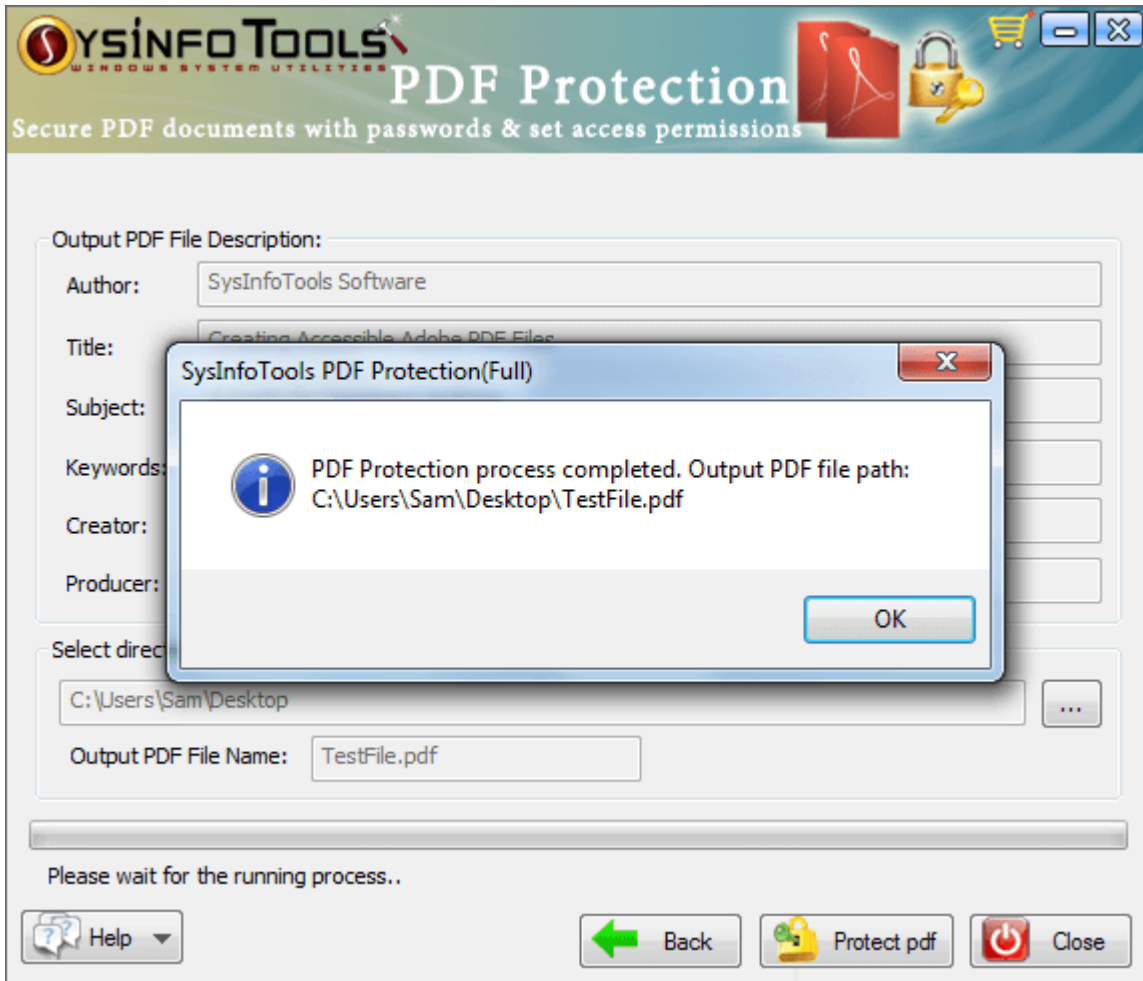 SYSİNFO TOOLS
WINDOWS SYSTEM UTILITIES
PDF Protection
Secure PDF documents with passwords & set access permissions
Output PDF File Description:
Author: SysInfoTools Software
Title: Creating Accessible Adobe PDF Files
SysInfoTools PDF Protection(Full)
Subject:
Keywords:
PDF Protection process completed. Output PDF file path:
C:\Users\Sam\Desktop\TestFile.pdf
Creator:
Producer:
OK
Select direc
C:\Users\Sam\Desktop ...
Output PDF File Name: TestFile.pdf
Please wait for the running process..
Help Back Protect pdf Close